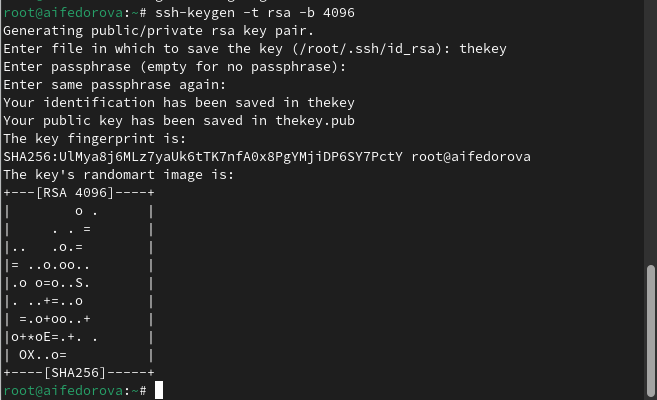 root@aifedorova:~# ssh-keygen -t rsa -b 4096
Generating public/private rsa key pair.
Enter file in which to save the key (/root/.ssh/id_rsa): thekey
Enter passphrase (empty for no passphrase):
Enter same passphrase again:
Your identification has been saved in thekey
Your public key has been saved in thekey.pub
The key fingerprint is:
SHA256:UlMya8j6MLz7yaUk6tTK7nfA0x8PgYMjiDP6SY7PctY root@aifedorova
The key's randomart image is:
+---[RSA 4096]----+
|        o .      |
|     . . =       |
|..   .o.=        |
|= ..o.oo..       |
|.o o=o..S.       |
|. ..+=..o        |
| =.o+oo..+       |
|o+*oE=.+. .      |
| OX..o=          |
+----[SHA256]-----+
root@aifedorova:~#